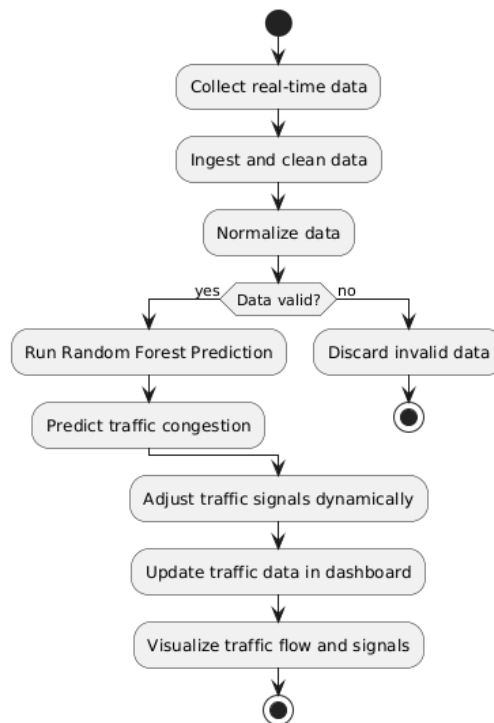 Collect real-time data
Ingest and clean data
Normalize data
yes
Data valid?
no
Run Random Forest Prediction
Discard invalid data
Predict traffic congestion
Adjust traffic signals dynamically
Update traffic data in dashboard
Visualize traffic flow and signals